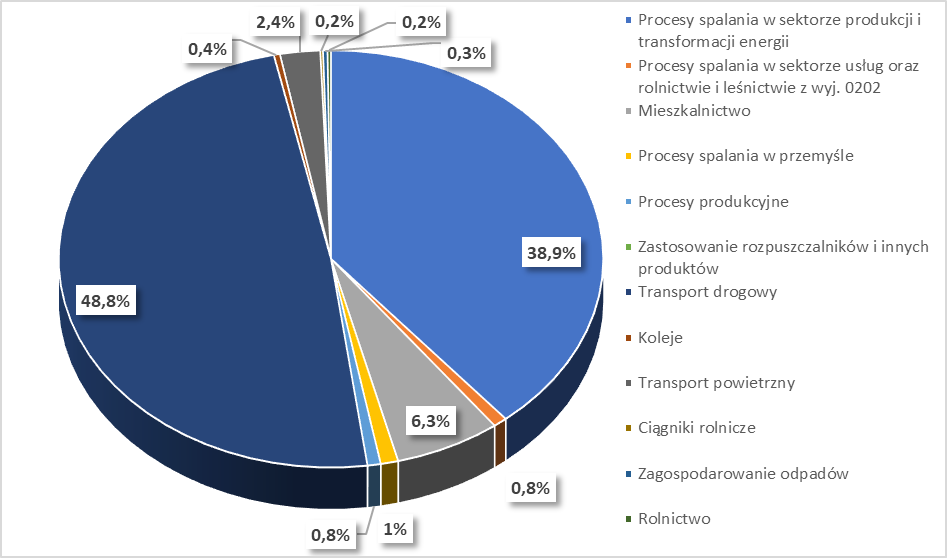 2,4%
0,2%
0,2%
0,4%
0,3%
38,9%
48,8%
6,3%
0,8%
0,8%
1%
Procesy spalania w sektorze produkcji i
transformacji energii
Procesy spalania w sektorze usług oraz
rolnictwie i leśnictwie z wyj. 0202
Mieszkalnictwo
Procesy spalania w przemyśle
Procesy produkcyjne
Zastosowanie rozpuszczalników i innych
produktów
Transport drogowy
Koleje
Transport powietrzny
Ciągniki rolnicze
Zagospodarowanie odpadów
Rolnictwo